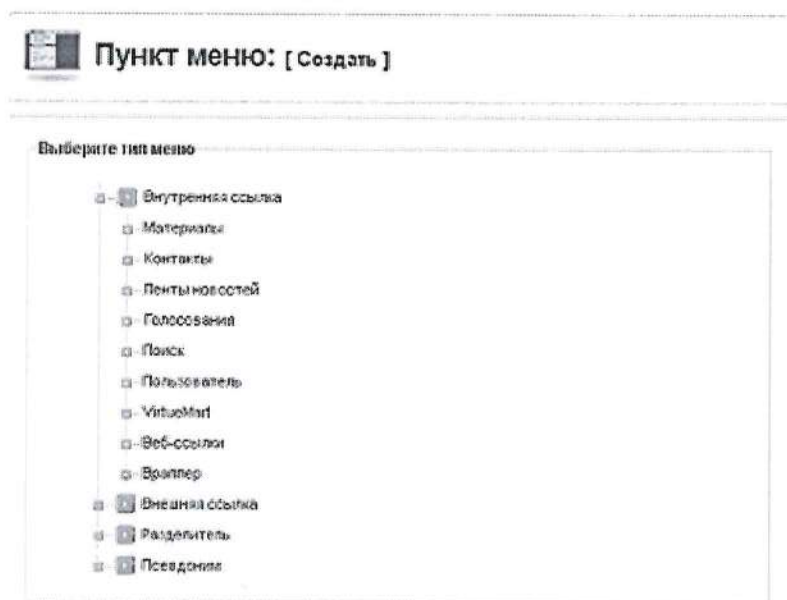 Пункт меню: [ Создать ]
Выберите тип меню
Внутренняя ссылка
Материалы
Контакты
Ленты новостей
Голосования
Поиск
Пользователь
VirtueMart
Веб-ссылки
Враппер
Внешняя ссылка
Разделитель
Псевдоним